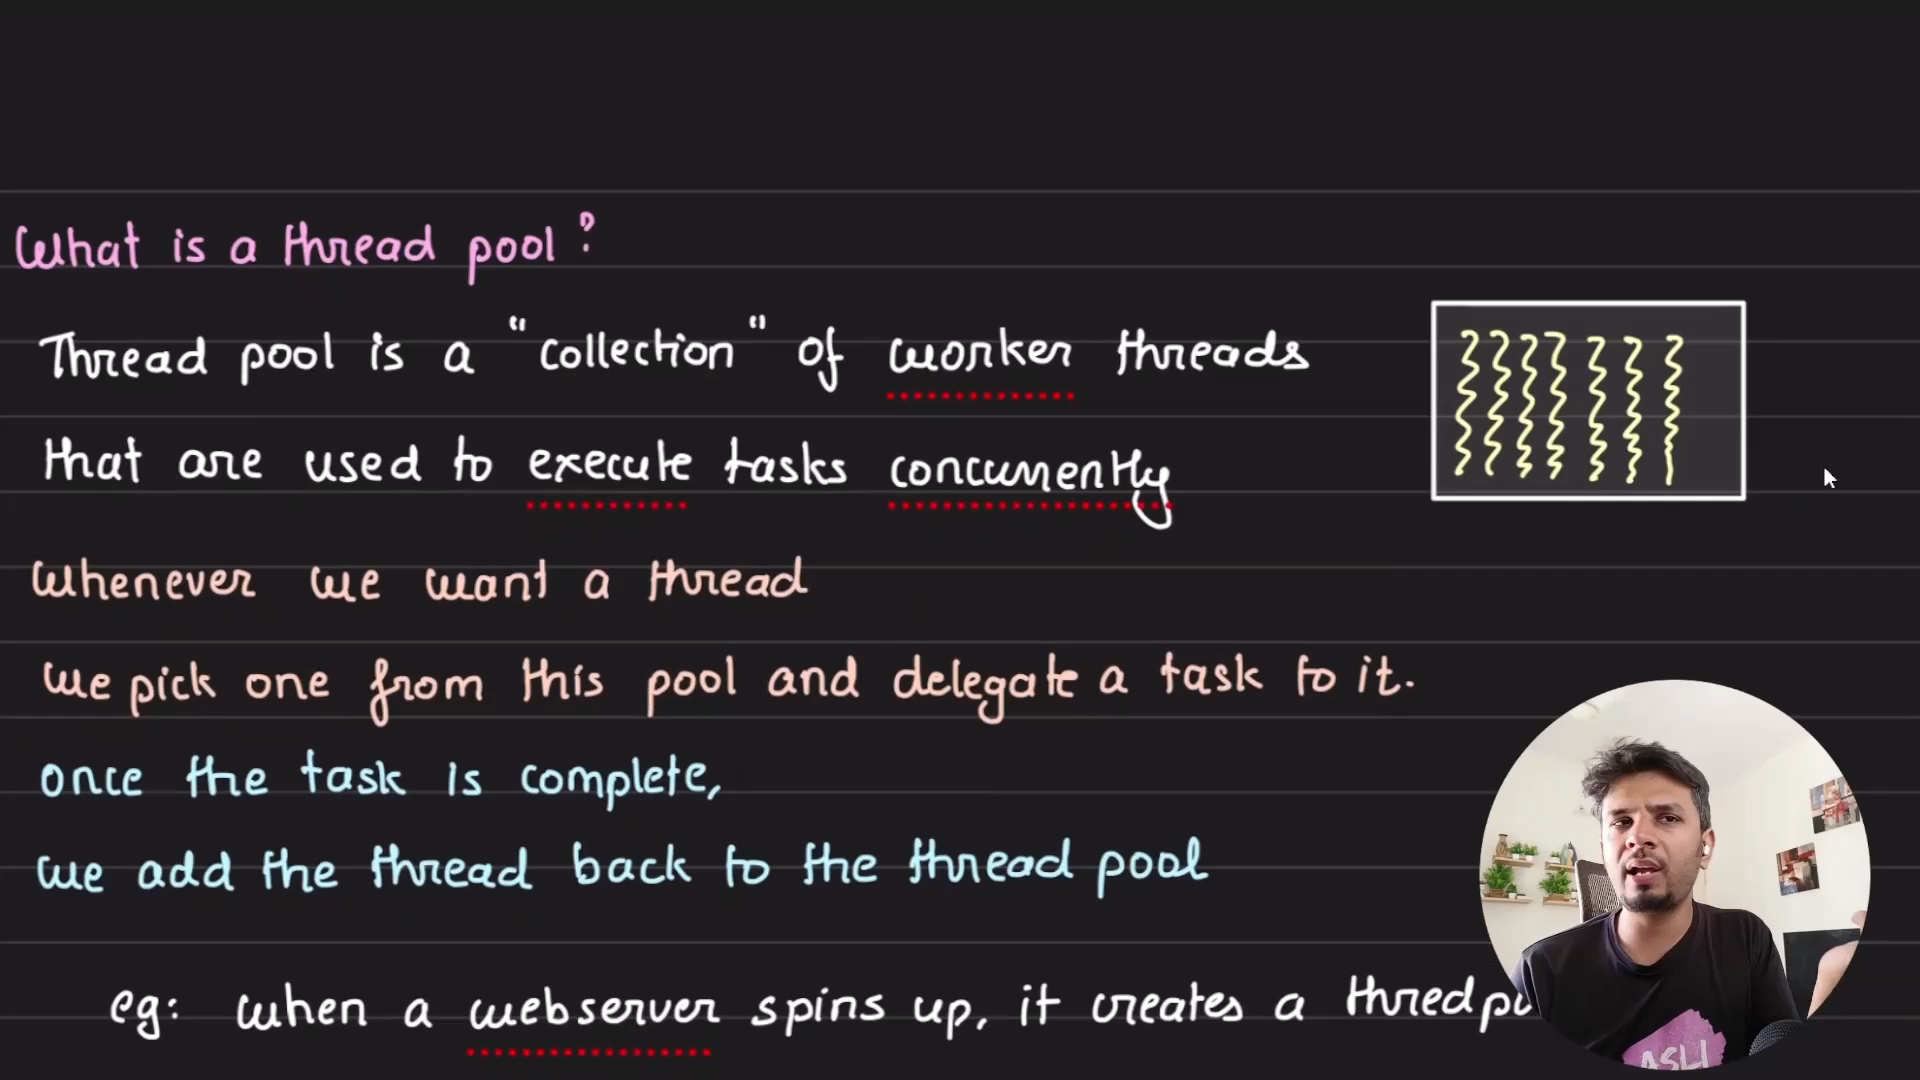 What is a thread pool?
Thread pool is a "collection" of worker threads
that are used to execute tasks concurrently
Whenever we want a thread
we pick one from this pool and delegate a task to it.
once the task is complete,
we add the thread back to the thread pool
eg: when a webserver spins up, it creates a thredpo
ASLI